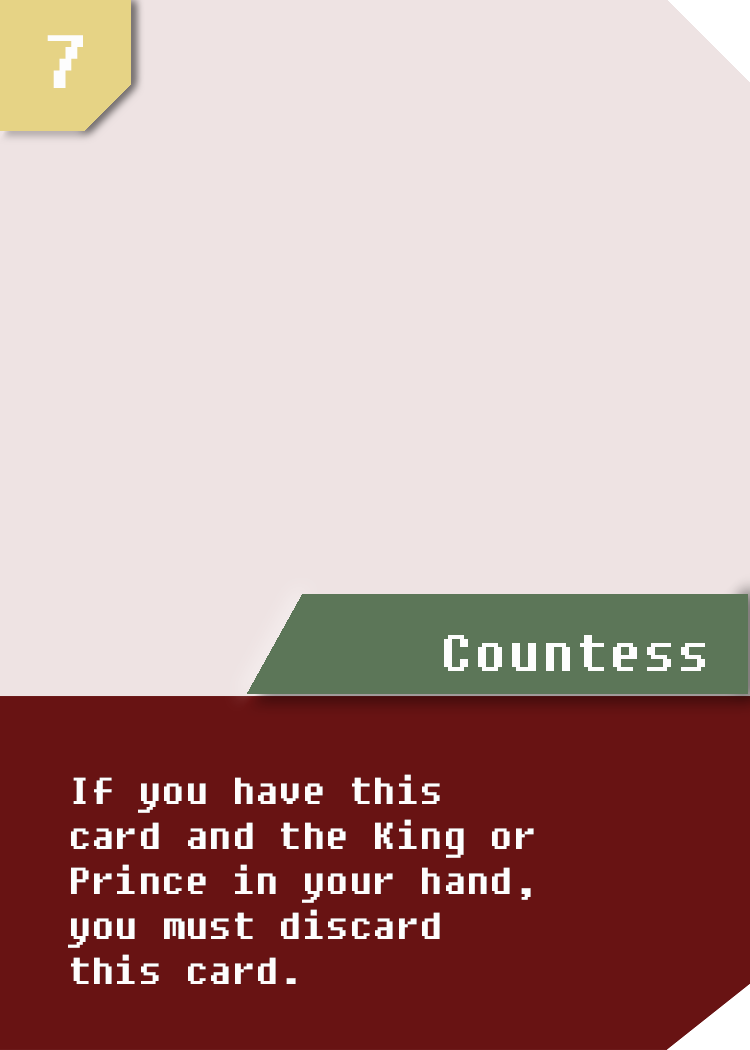 7
Countess
If you have this
card and the King or
Prince in your hand,
you must discard
this card.